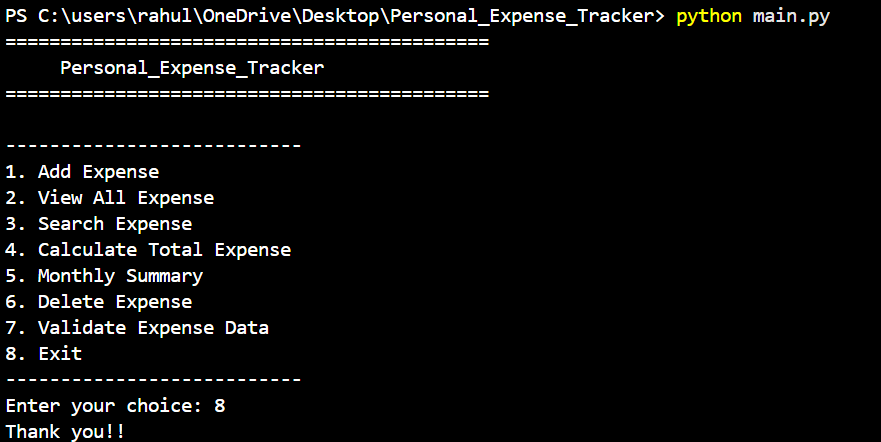 PS C:\users\rahul\OneDrive\Desktop\Personal_Expense_Tracker> python main.py
============================================
     Personal_Expense_Tracker
============================================

---------------------------
1. Add Expense
2. View All Expense
3. Search Expense
4. Calculate Total Expense
5. Monthly Summary
6. Delete Expense
7. Validate Expense Data
8. Exit
---------------------------
Enter your choice: 8
Thank you!!